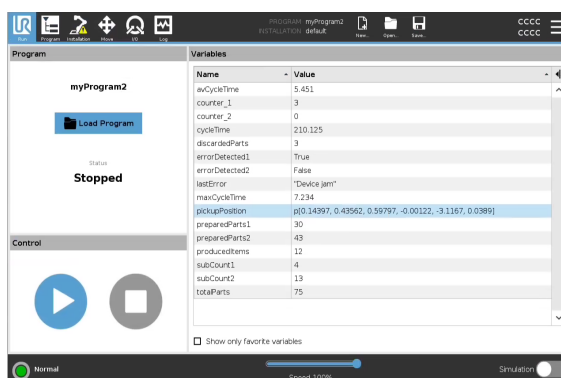 UR
PROGRAM myProgram2
INSTALLATION default
CCCC
CCCC
Run
Program
Installation
Move
I/O
Log
New...
Open...
Save...
Program
Variables
Name
Value
myProgram2
Load Program
Status
Stopped
avCycleTime 5.451
counter_1 3
counter_2 0
cycleTime 210.125
discardedParts 3
errorDetected1 True
errorDetected2 False
lastError "Device jam"
maxCycleTime 7.234
pickupPosition p[0.14397, 0.43562, 0.59797, -0.00122, -3.1167, 0.0389]
preparedParts1 30
preparedParts2 43
producedItems 12
subCount1 4
subCount2 13
totalParts 75
Control
Show only favorite variables
Normal
Speed 100%
Simulation